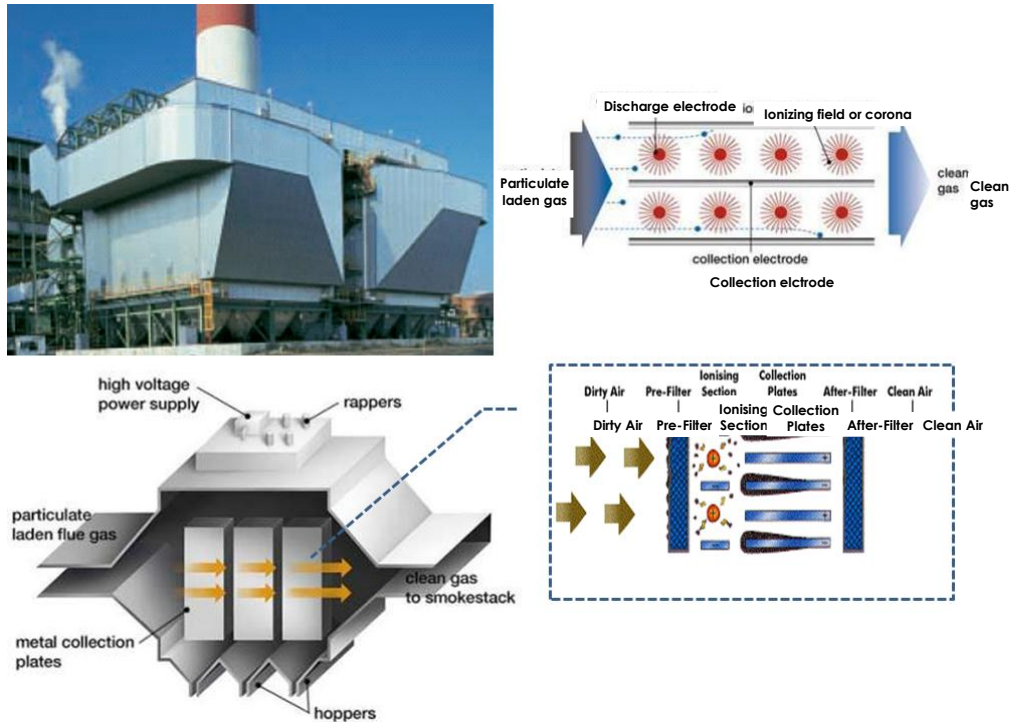 Discharge electrode
Ionizing field or corona
Particulate
laden gas
clean
gas
Clean
gas
collection electrode
Collection elctrode
high voltage
power supply
rappers
particulate
laden flue gas
clean gas
to smokestack
metal collection
plates
hoppers
Dirty Air
Pre-Filter
Ionising
Section
Collection
Plates
After-Filter
Clean Air
Dirty Air
Pre-Filter
Ionising
Section
Collection
Plates
After-Filter
Clean Air